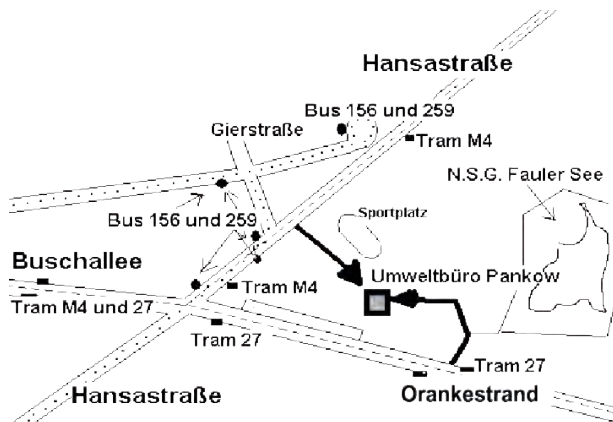 Hansastraße
Bus 156 und 259
Gierstraße
Tram M4
N.S.G. Fauler See
Sportplatz
Bus 156 und 259
Buschallee
Umweltbüro Pankow
Tram M4
Tram M4 und 27
Tram 27
Tram 27
Hansastraße
Orankestrand